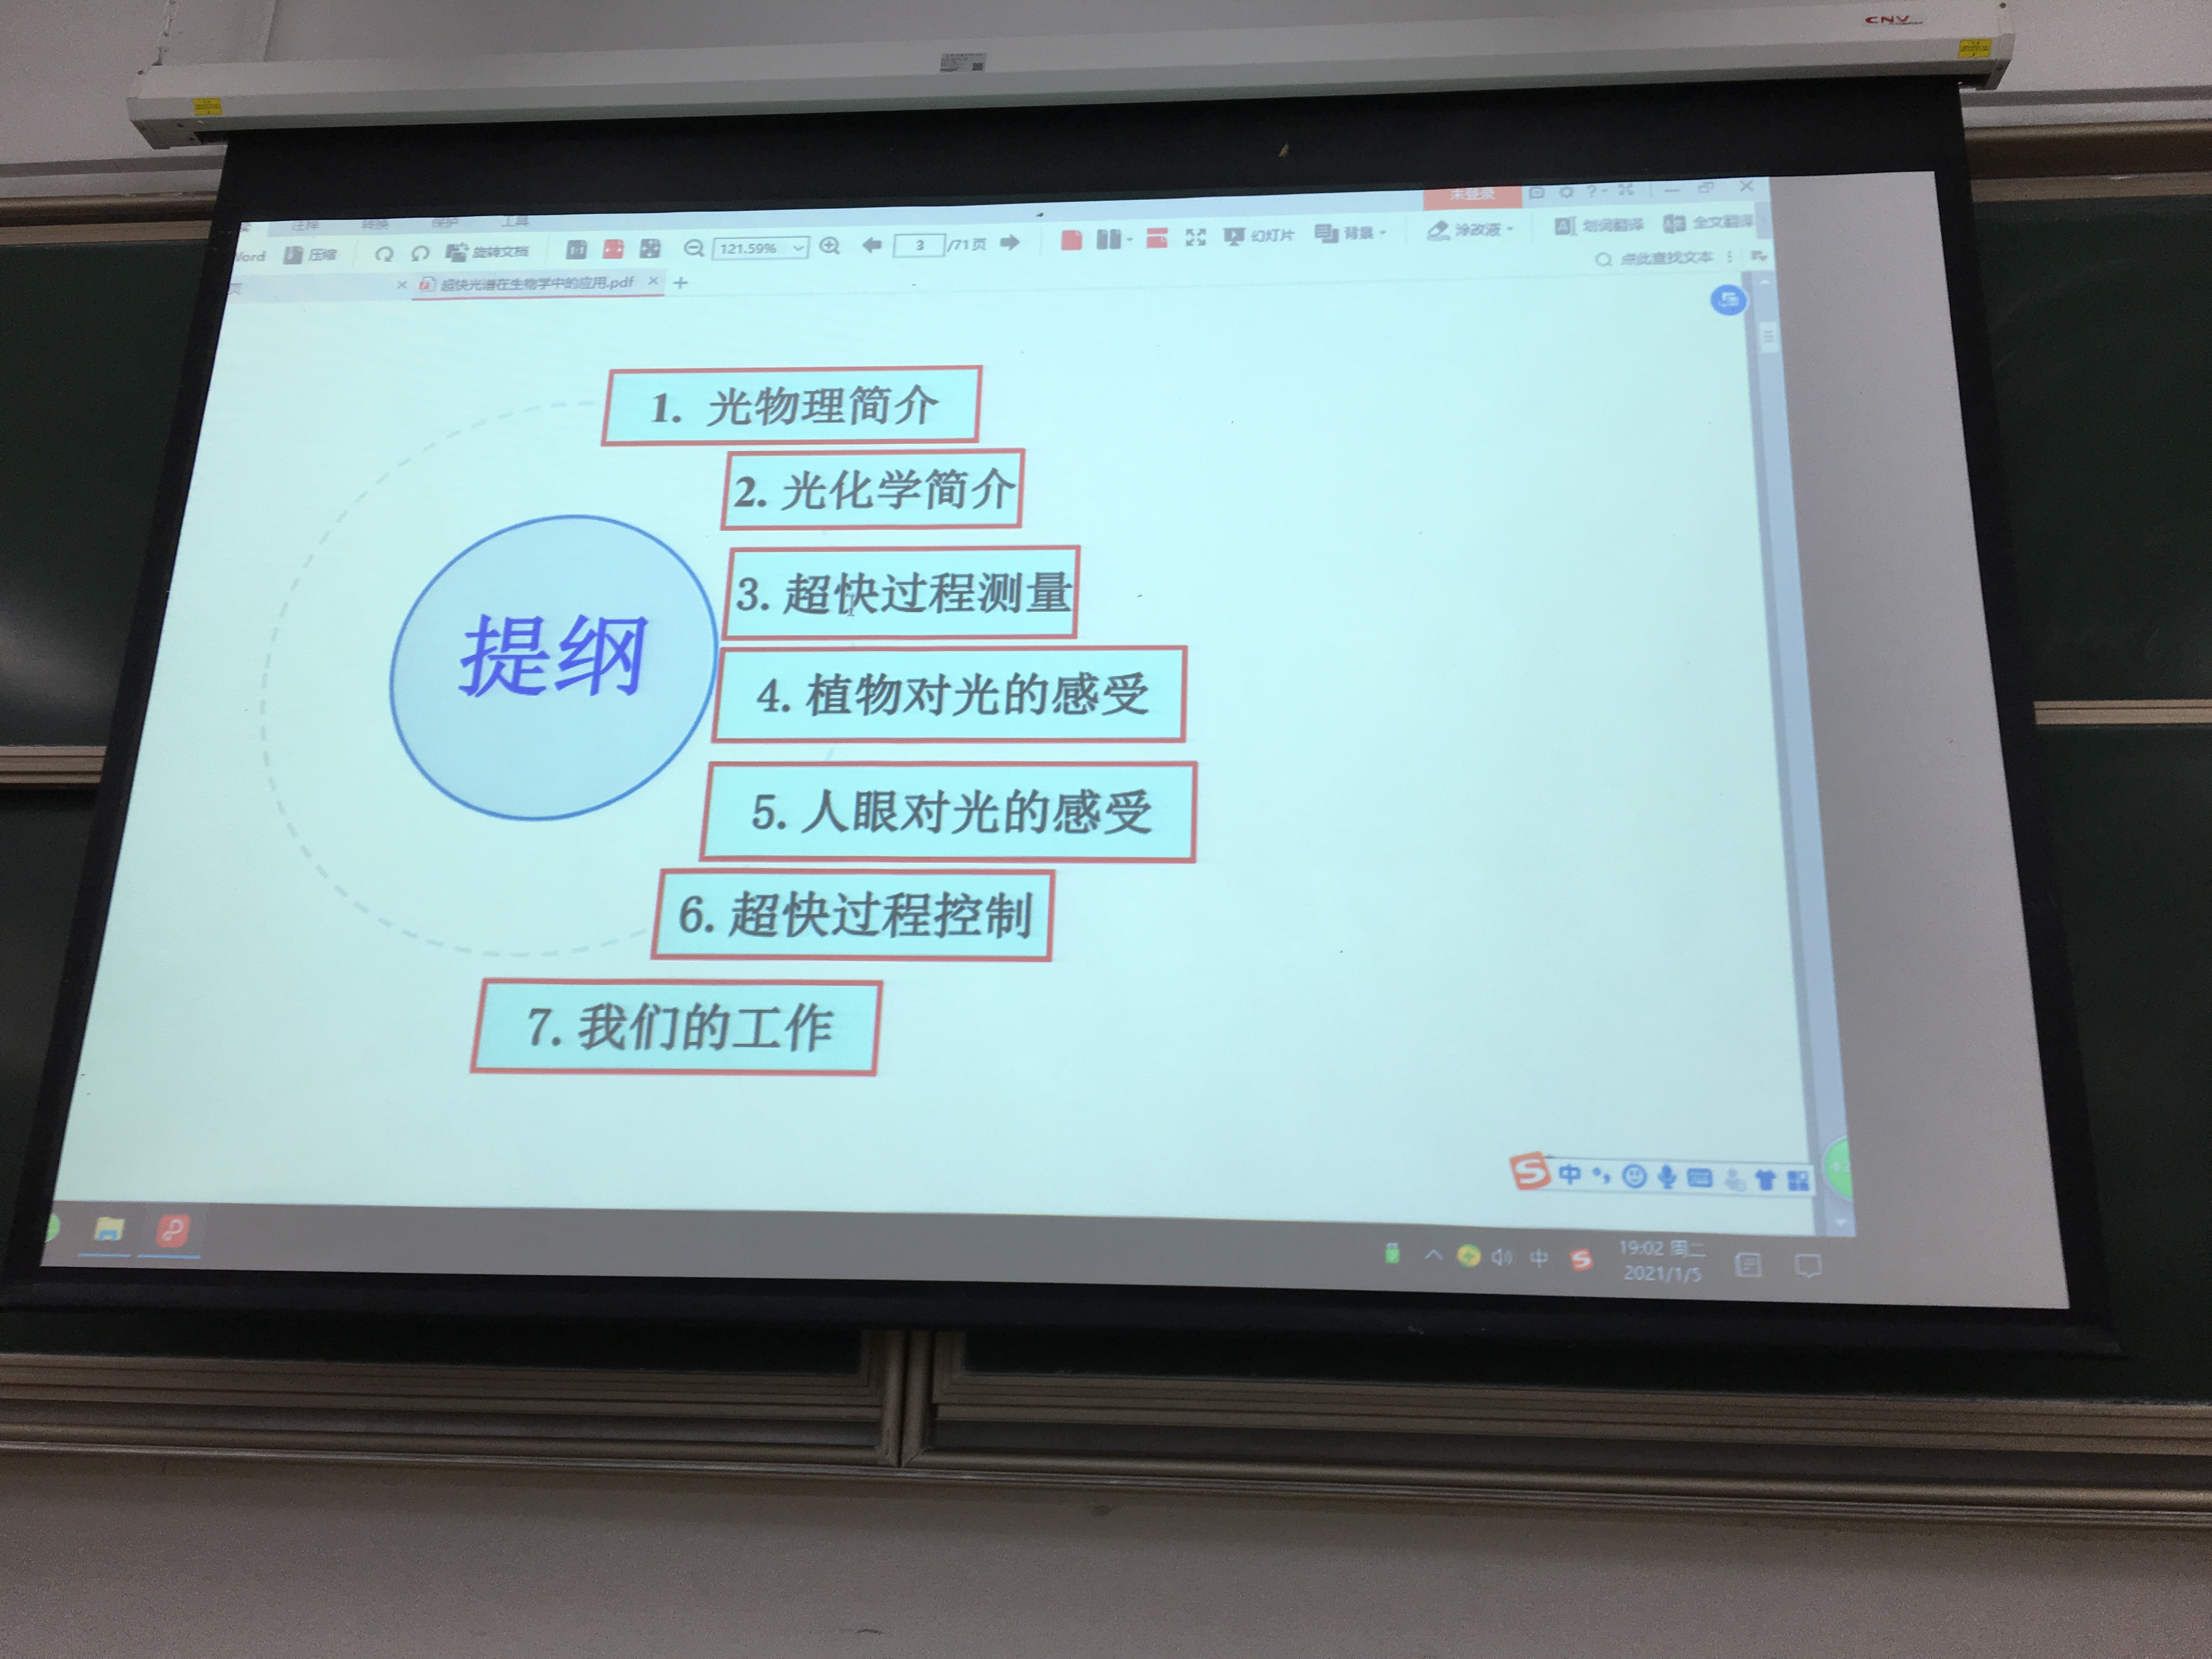 CNV
未登录
注释 转换 保护 工具
Word 压缩 旋转文档 1:1 121.59% 3 /71页 幻灯片 背景 涂改液 划词翻译 全文翻译
点此查找文本
页 超快光谱在生物学中的应用.pdf
提纲
1. 光物理简介
2. 光化学简介
3. 超快过程测量
4. 植物对光的感受
5. 人眼对光的感受
6. 超快过程控制
7. 我们的工作
S 中
中 S 19:02 周二
2021/1/5